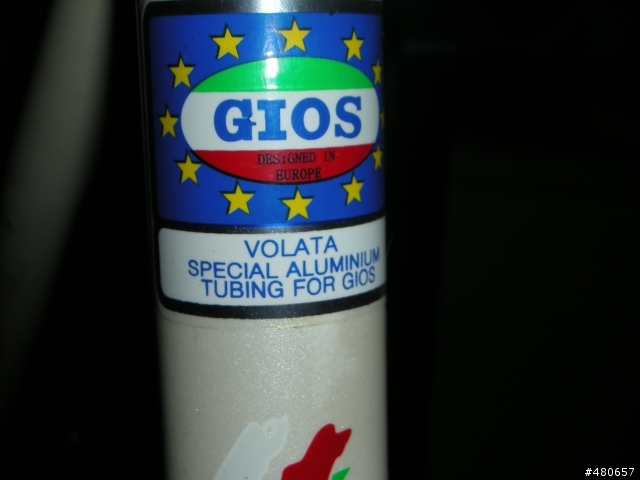 GIOS
DESIGNED IN
EUROPE
VOLATA
SPECIAL ALUMINIUM
TUBING FOR GIOS
#480657